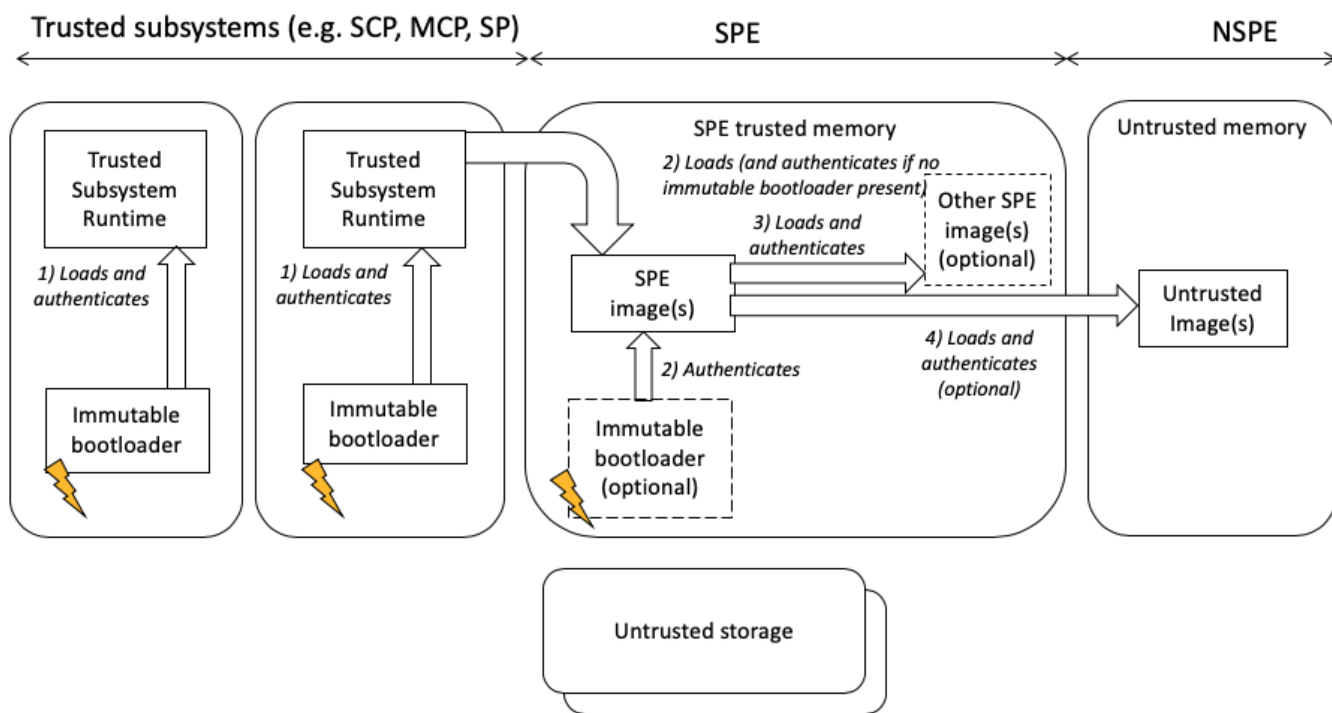 Trusted subsystems (e.g. SCP, MCP, SP)
SPE
NSPE
Trusted
Subsystem
Runtime
1) Loads and
authenticates
Immutable
bootloader
Trusted
Subsystem
Runtime
1) Loads and
authenticates
Immutable
bootloader
SPE trusted memory
2) Loads (and authenticates if no
immutable bootloader present)
3) Loads and
authenticates
Other SPE
image(s)
(optional)
SPE
image(s)
2) Authenticates
Immutable
bootloader
(optional)
4) Loads and
authenticates
(optional)
Untrusted memory
Untrusted
Image(s)
Untrusted storage